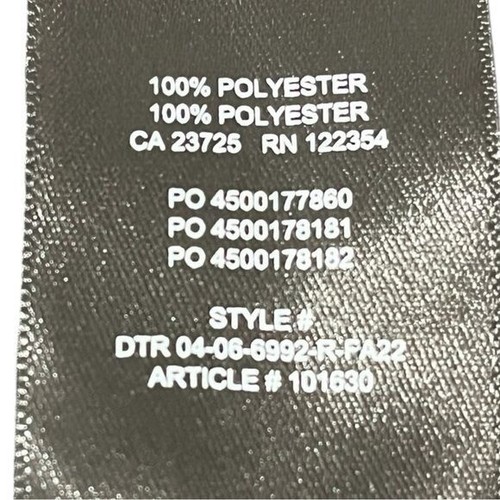 100% POLYESTER
100% POLYESTER
CA 23725 RN 122354
PO 4500177860
PO 4500178181
PO 4500178182
STYLE #
DTR 04-06-6992-R-FA22
ARTICLE # 101630